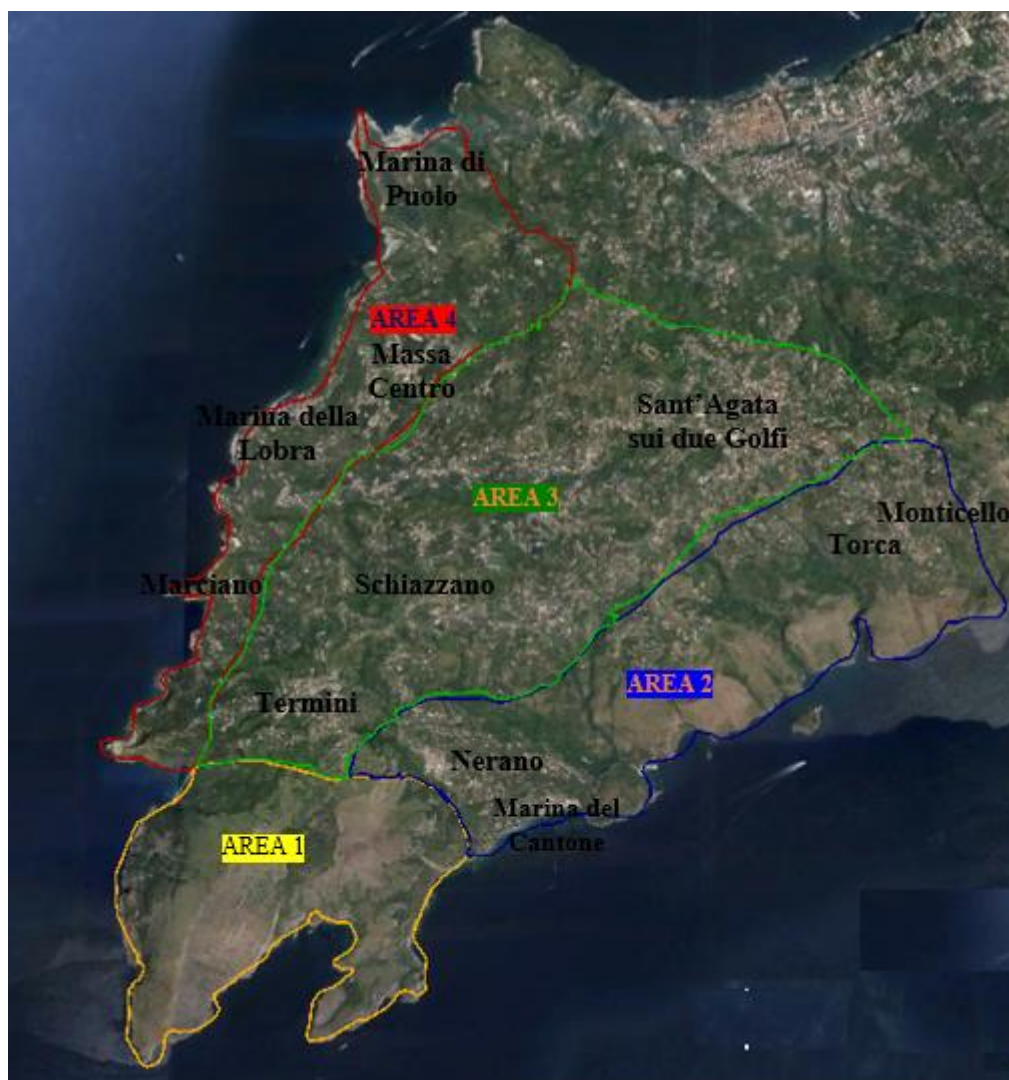 Marina di
Puolo
AREA 4
Massa
Centro
Marina della
Lobra
Sant'Agata
sui due Golfi
AREA 3
Monticello
Torca
Marciano
Schiazzano
AREA 2
Termini
Nerano
Marina del
Cantone
AREA 1